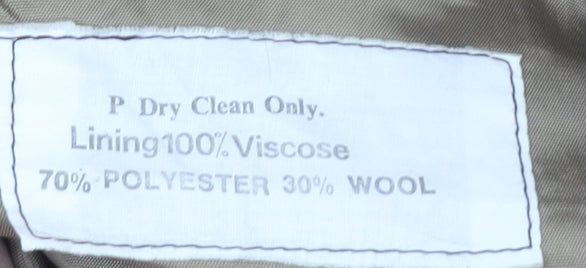 P Dry Clean Only.
Lining100%Viscose
70% POLYESTER 30% WOOL